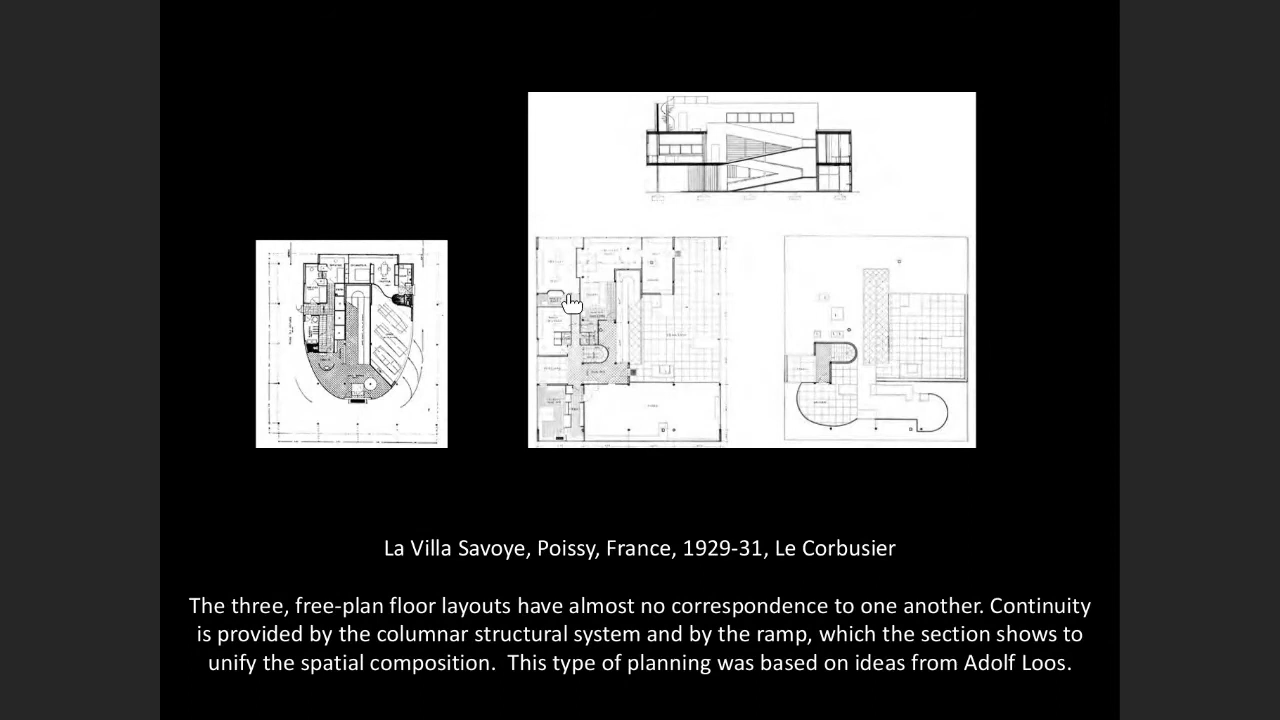 La Villa Savoye, Poissy, France, 1929-31, Le Corbusier
The three, free-plan floor layouts have almost no correspondence to one another. Continuity
is provided by the columnar structural system and by the ramp, which the section shows to
unify the spatial composition.  This type of planning was based on ideas from Adolf Loos.